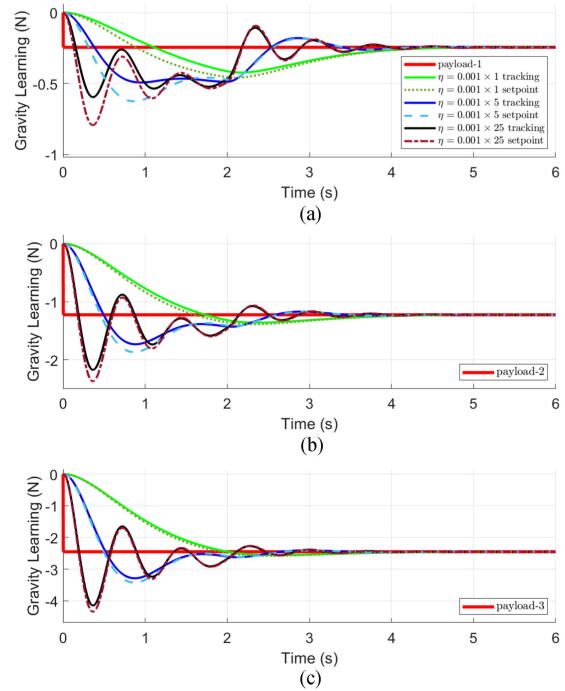 0
-0.5
-1
Gravity Learning (N)
payload-1
η = 0.001 × 1 tracking
η = 0.001 × 1 setpoint
η = 0.001 × 5 tracking
η = 0.001 × 5 setpoint
η = 0.001 × 25 tracking
η = 0.001 × 25 setpoint
0 1 2 3 4 5 6
Time (s)
(a)
0
-1
-2
Gravity Learning (N)
payload-2
0 1 2 3 4 5 6
Time (s)
(b)
0
-1
-2
-3
-4
Gravity Learning (N)
payload-3
0 1 2 3 4 5 6
Time (s)
(c)